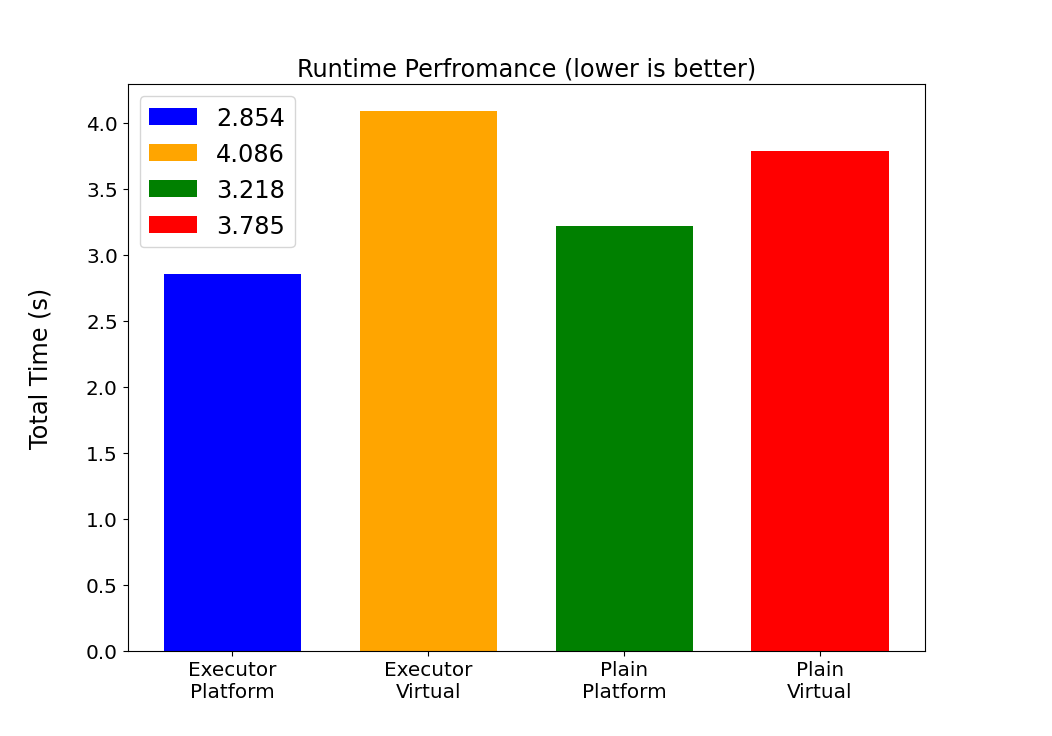 Runtime Perfromance (lower is better)
2.854
4.086
3.218
3.785
Total Time (s)
4.0
3.5
3.0
2.5
2.0
1.5
1.0
0.5
0.0
Executor
Platform
Executor
Virtual
Plain
Platform
Plain
Virtual